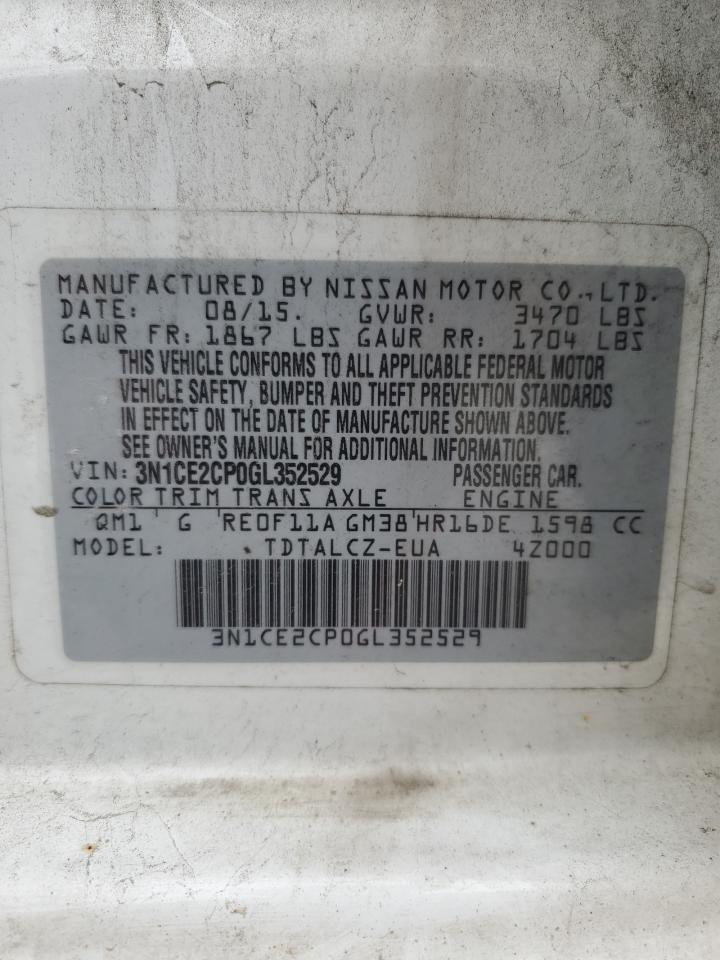 MANUFACTURED BY NISSAN MOTOR CO., LTD.
DATE: 08/15. GVWR: 3470 LBS
GAWR FR: 1867 LBS GAWR RR: 1704 LBS
THIS VEHICLE CONFORMS TO ALL APPLICABLE FEDERAL MOTOR
VEHICLE SAFETY, BUMPER AND THEFT PREVENTION STANDARDS
IN EFFECT ON THE DATE OF MANUFACTURE SHOWN ABOVE.
SEE OWNER'S MANUAL FOR ADDITIONAL INFORMATION.
VIN: 3N1CE2CP0GL352529 PASSENGER CAR.
COLOR TRIM TRANS AXLE ENGINE
QM1 G RE0F11A GM38 HR16DE 1598 CC
MODEL: TDTALCZ-EUA 4Z000
3N1CE2CP0GL352529